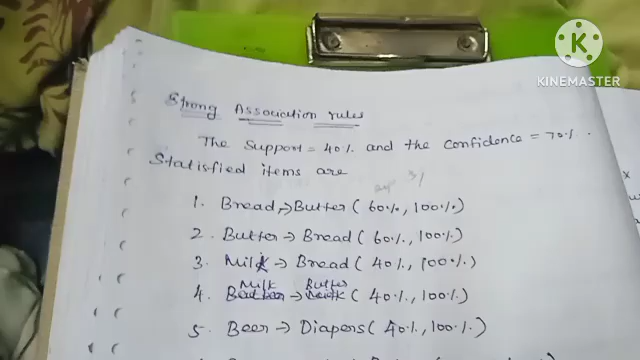 KINEMASTER
Strong Association rules
The Support = 40% and the Confidence = 70%.
Statisfied items are
1. Bread→Butter (60%, 100%)
2. Butter → Bread (60%, 100%)
3. Milk → Bread (40%, 100%)
Milk Butter
4. → (40%, 100%)
5. Beer → Diapers (40%, 100%)